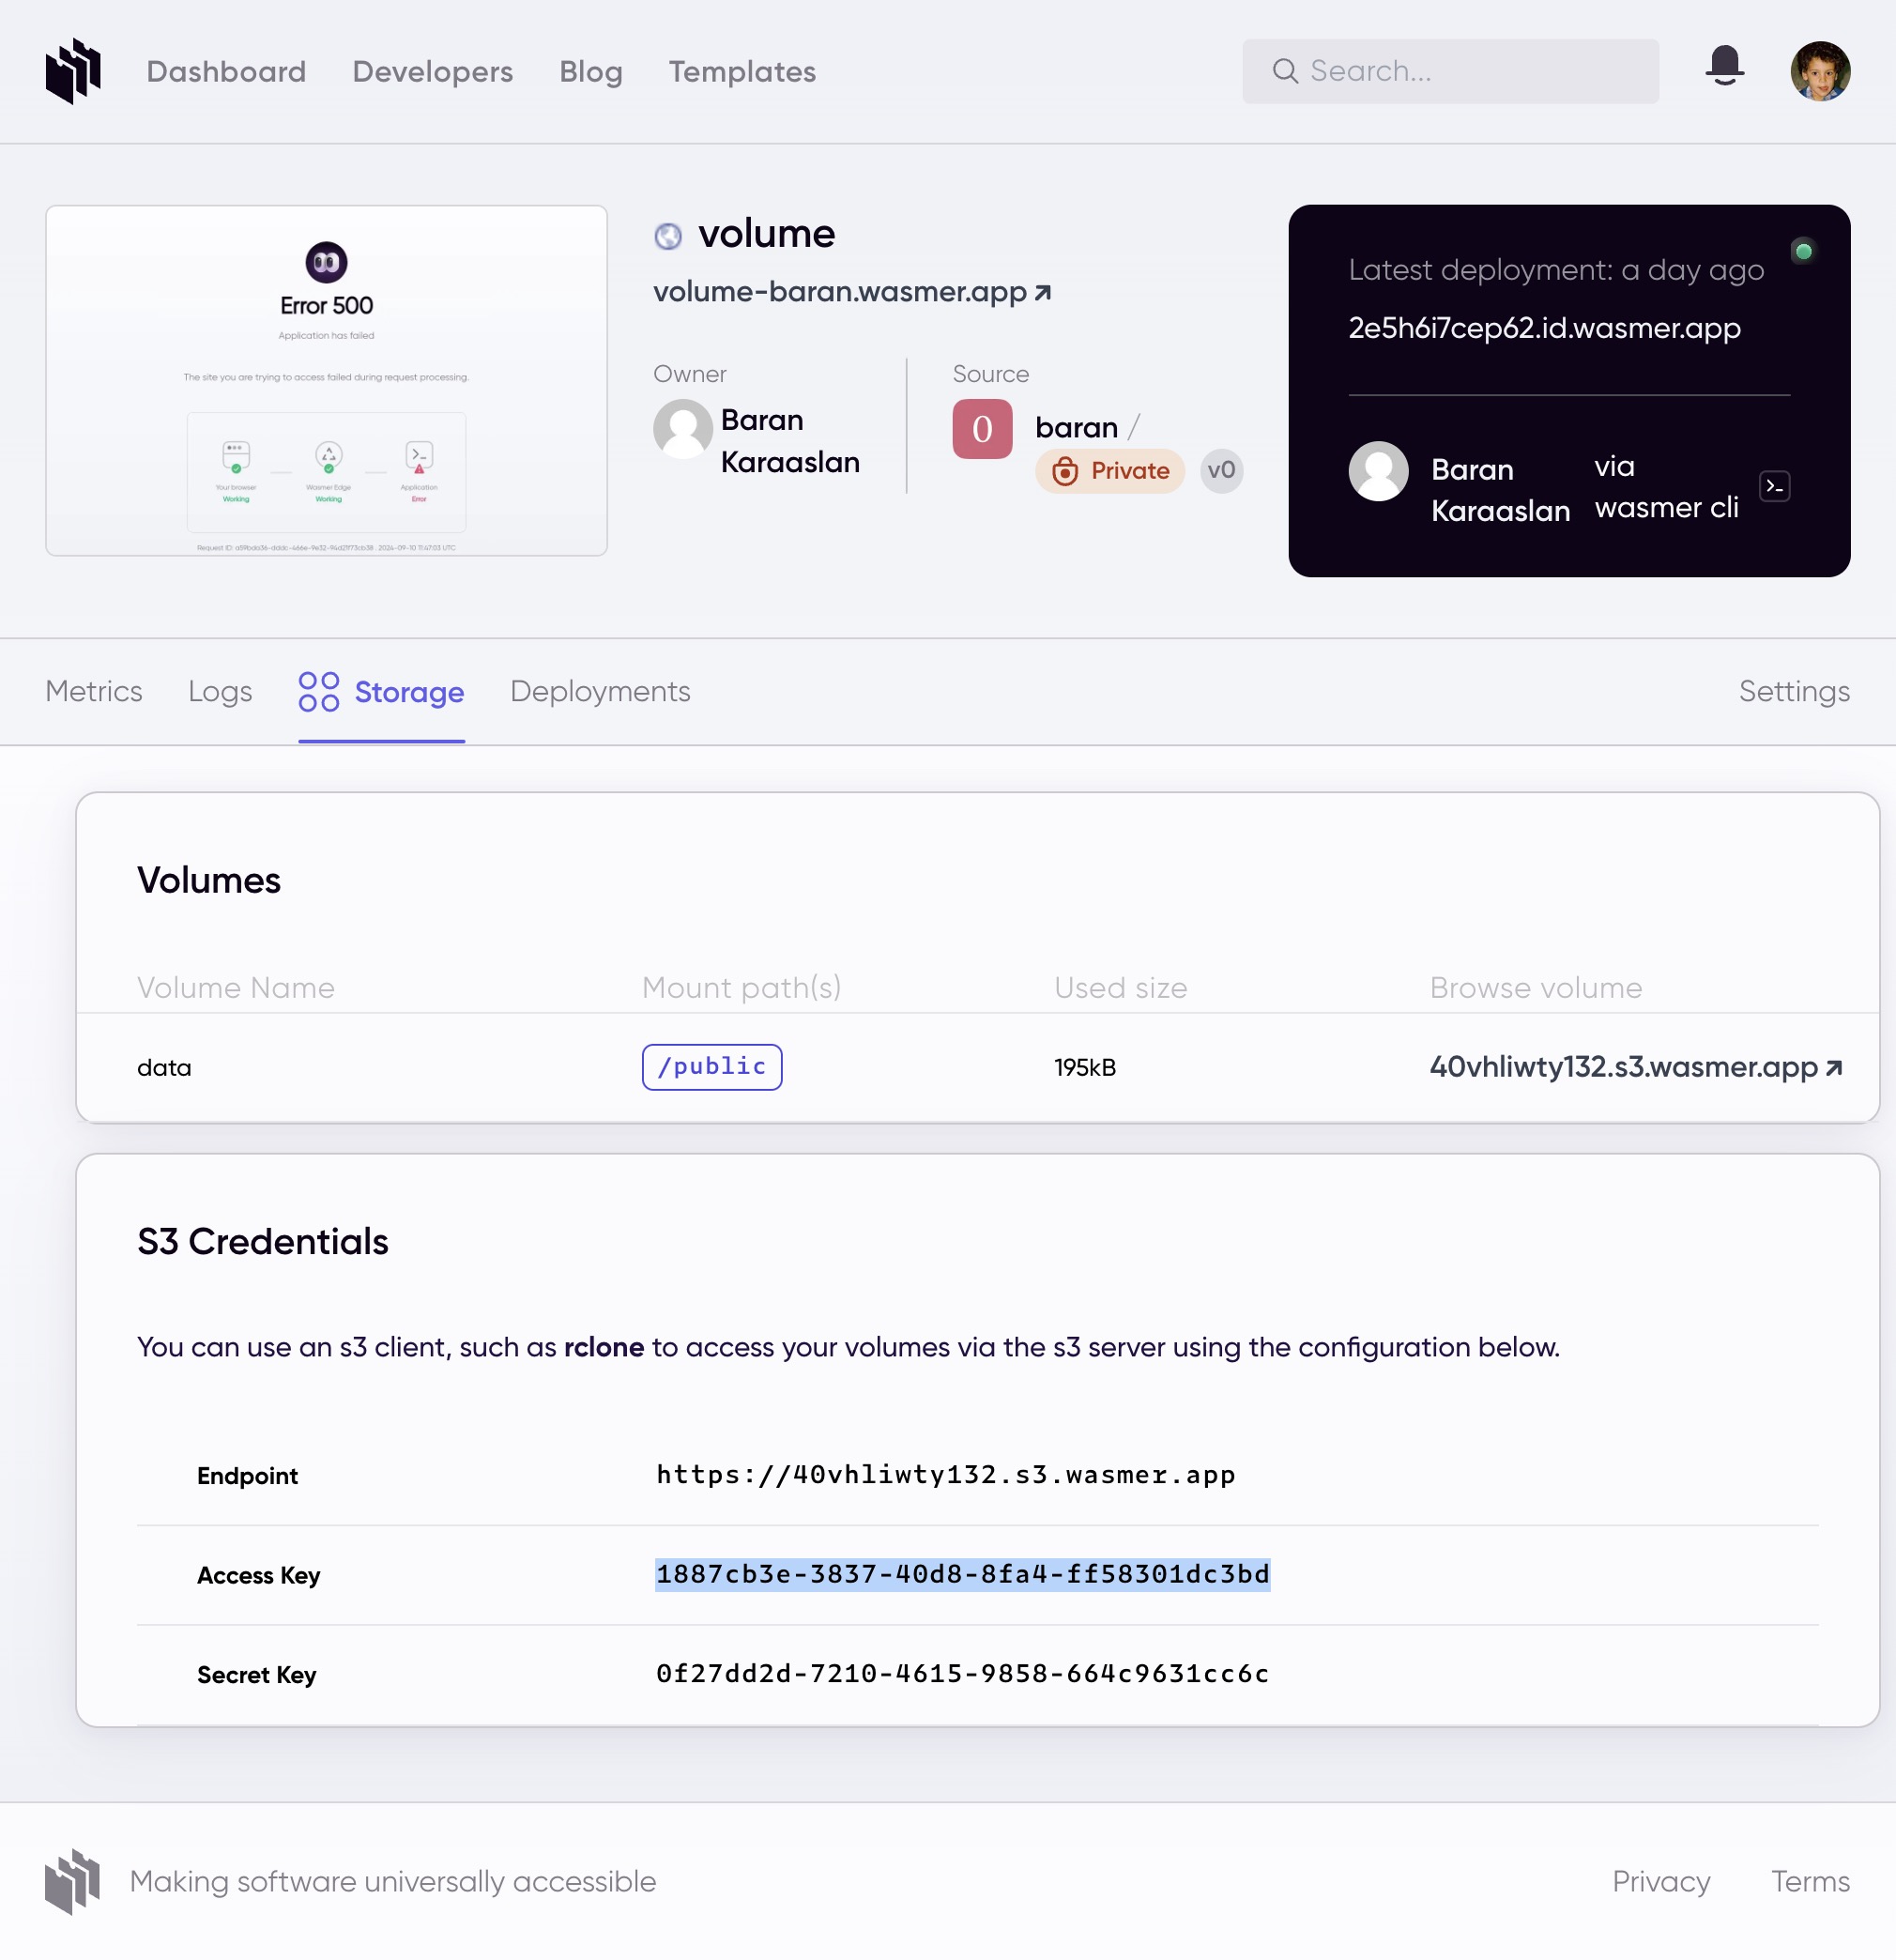 Dashboard Developers Blog Templates Search...
Error 500
Application has failed
The site you are trying to access failed during request processing.
Your browser Wasmer Edge Application
Working Working Error
volume
volume-baran.wasmer.app
Owner
Baran
Karaaslan
Source
0
baran /
Private v0
Latest deployment: a day ago
2e5h6i7cep62.id.wasmer.app
Baran
Karaaslan
via
wasmer cli
Metrics Logs Storage Deployments Settings
Volumes
Volume Name Mount path(s) Used size Browse volume
data /public 195kB 40vhliwty132.s3.wasmer.app
S3 Credentials
You can use an s3 client, such as rclone to access your volumes via the s3 server using the configuration below.
Endpoint https://40vhliwty132.s3.wasmer.app
Access Key 1887cb3e-3837-40d8-8fa4-ff58301dc3bd
Secret Key 0f27dd2d-7210-4615-9858-664c9631cc6c
Making software universally accessible Privacy Terms